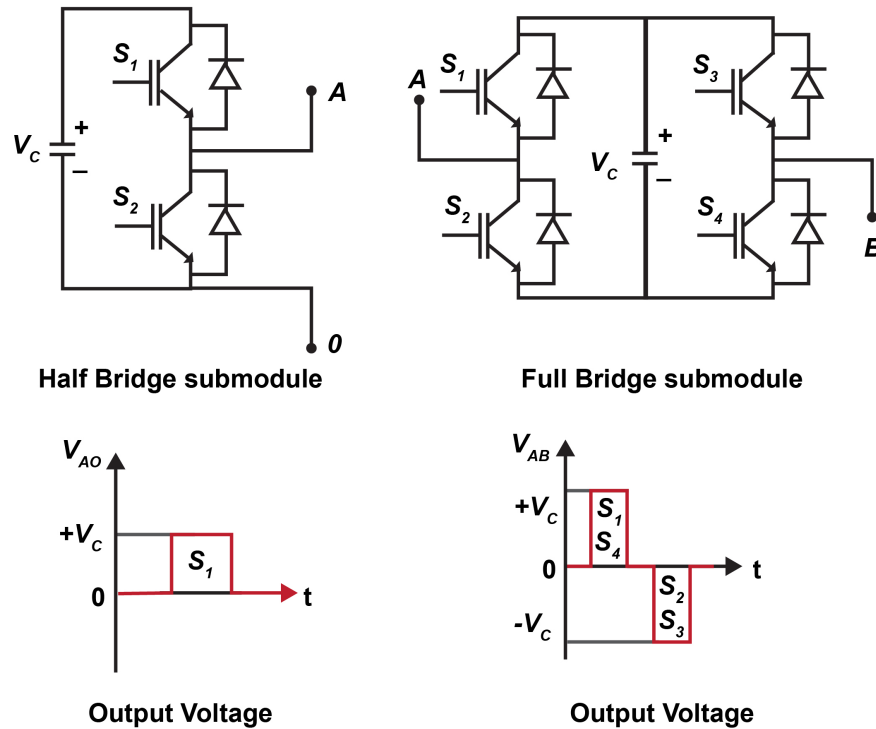 S1
A
VC
+
–
S2
0
Half Bridge submodule
A
S1
S3
VC
+
–
S2
S4
B
Full Bridge submodule
VAO
+VC
S1
0
t
Output Voltage
VAB
+VC
S1
S4
0
t
S2
S3
-VC
Output Voltage